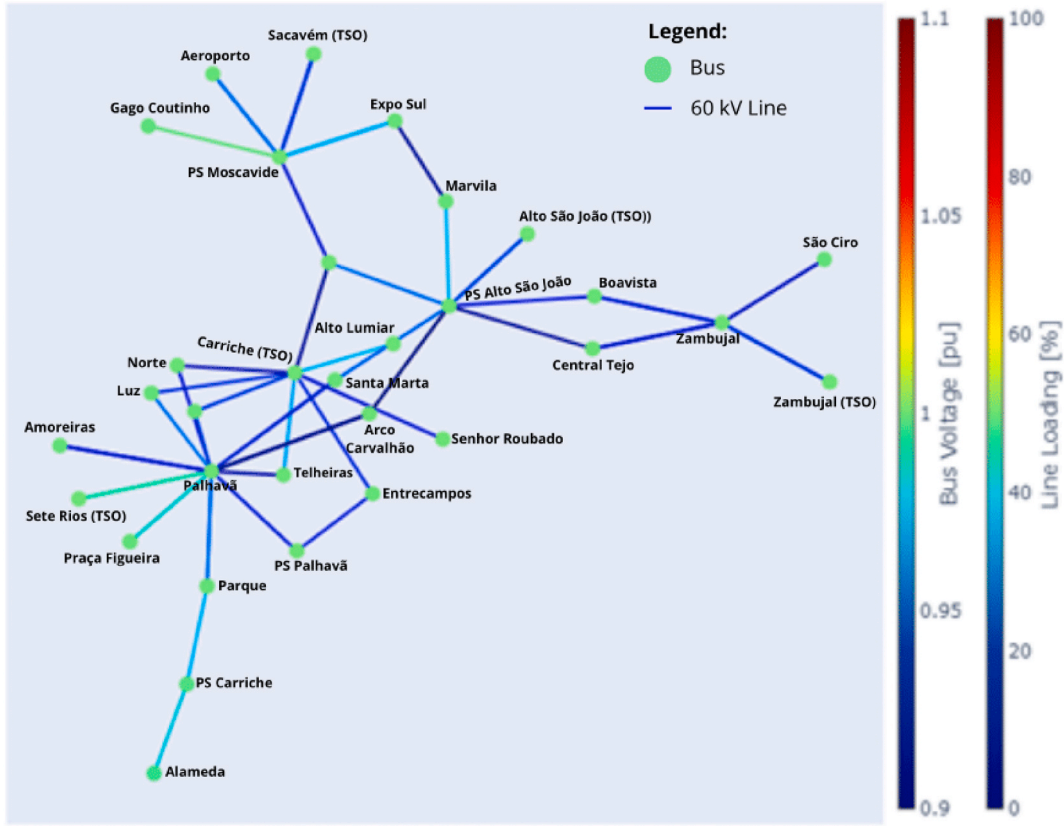 Legend:
Bus
60 kV Line
Sacavém (TSO)
Aeroporto
Gago Coutinho
Expo Sul
PS Moscavide
Marvila
Alto São João (TSO))
São Ciro
PS Alto São João
Boavista
Zambujal
Central Tejo
Zambujal (TSO)
Alto Lumiar
Carriche (TSO)
Norte
Luz
Santa Marta
Amoreiras
Arco
Carvalhão
Senhor Roubado
Palhavã
Telheiras
Entrecampos
Sete Rios (TSO)
Praça Figueira
PS Palhavã
Parque
PS Carriche
Alameda
1.1
1.05
1
0.95
0.9
Bus Voltage [pu]
100
80
60
40
20
0
Line Loading [%]